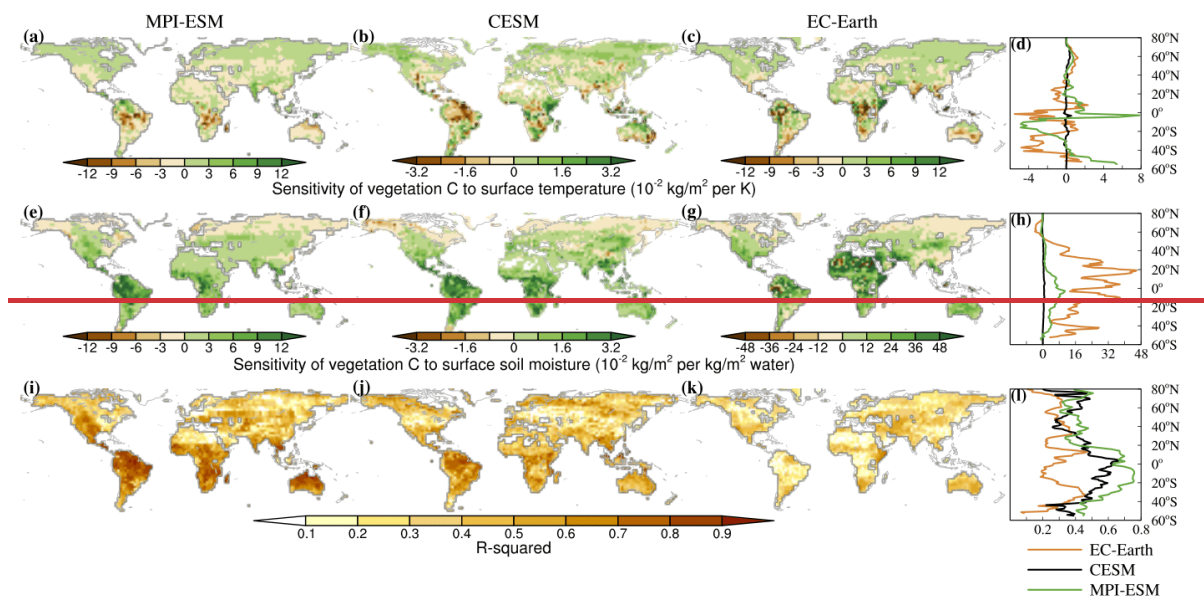 MPI-ESM CESM EC-Earth
(a) (b) (c) (d) 80°N
60°N
40°N
20°N
0°
20°S
40°S
60°S
-12 -9 -6 -3 0 3 6 9 12 -3.2 -1.6 0 1.6 3.2 -12 -9 -6 -3 0 3 6 9 12 -4 0 4 8
Sensitivity of vegetation C to surface temperature (10⁻² kg/m² per K)
(e) (f) (g) (h) 80°N
60°N
40°N
20°N
0°
20°S
40°S
60°S
-12 -9 -6 -3 0 3 6 9 12 -3.2 -1.6 0 1.6 3.2 -48 -36 -24 -12 0 12 24 36 48 0 16 32 48
Sensitivity of vegetation C to surface soil moisture (10⁻² kg/m² per kg/m² water)
(i) (j) (k) (l) 80°N
60°N
40°N
20°N
0°
20°S
40°S
60°S
0.1 0.2 0.3 0.4 0.5 0.6 0.7 0.8 0.9 0.2 0.4 0.6 0.8
R-squared
EC-Earth
CESM
MPI-ESM